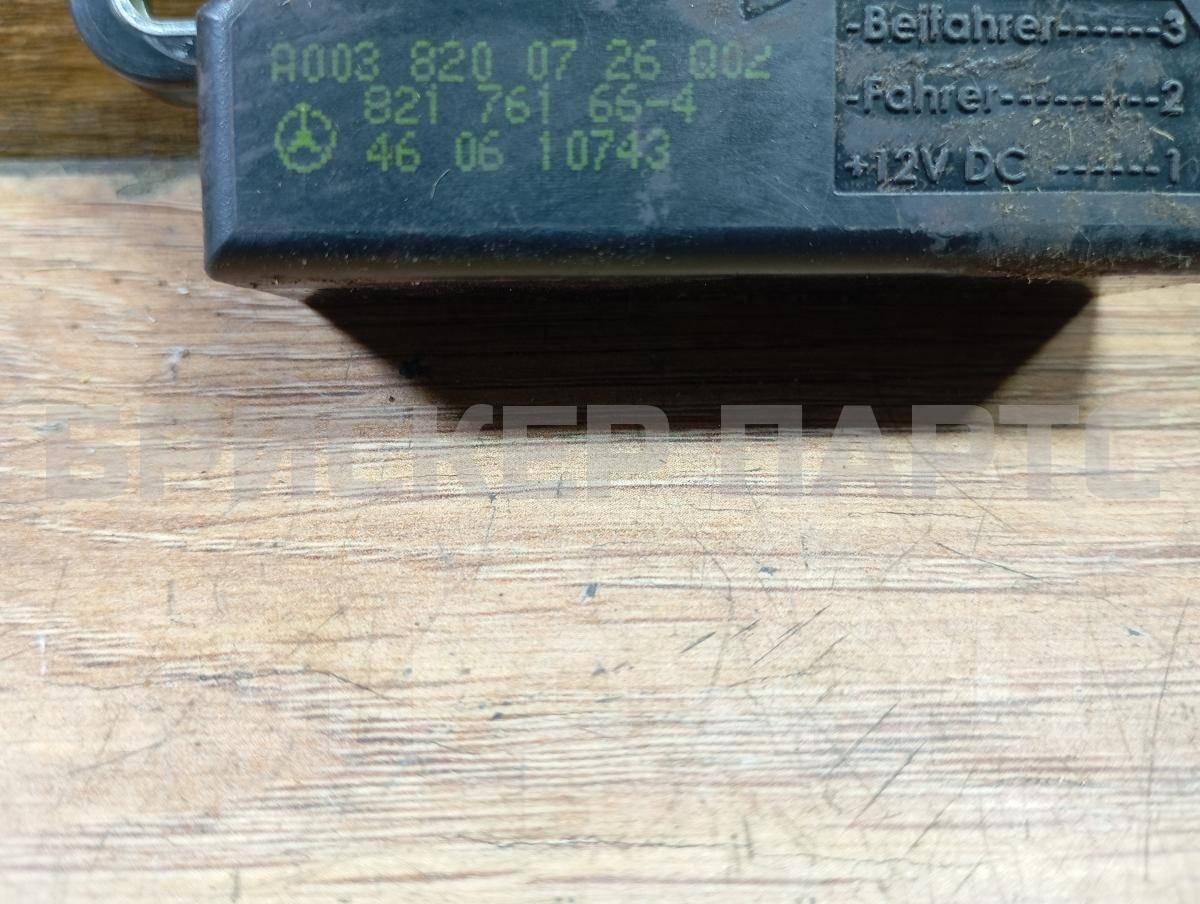 A003 820 07 26 Q02
821 761 66-4
46 06 10743
-Beifahrer------3
-Fahrer---------2
+12V DC ------1
БРИСКЕР ПАРТС